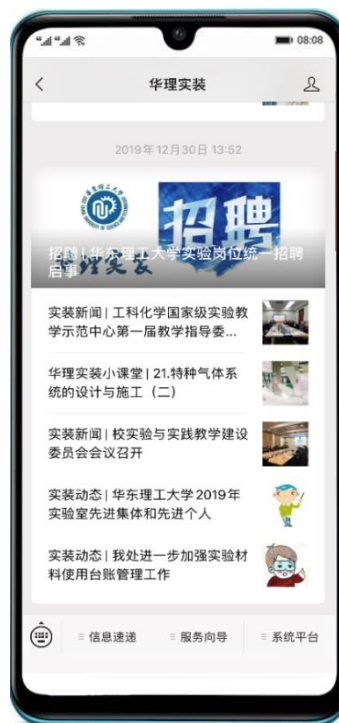 08:08
华理实装
2019年12月30日 13:52
招聘
华理实装
招聘|华东理工大学实验岗位统一招聘
启事
实装新闻|工科化学国家级实验教
学示范中心第一届教学指导委...
华理实装小课堂|21.特种气体系
统的设计与施工（二）
实装新闻|校实验与实践教学建设
委员会会议召开
实装动态|华东理工大学2019年
实验室先进集体和先进个人
实装动态|我处进一步加强实验材
料使用台账管理工作
信息速递
服务向导
系统平台